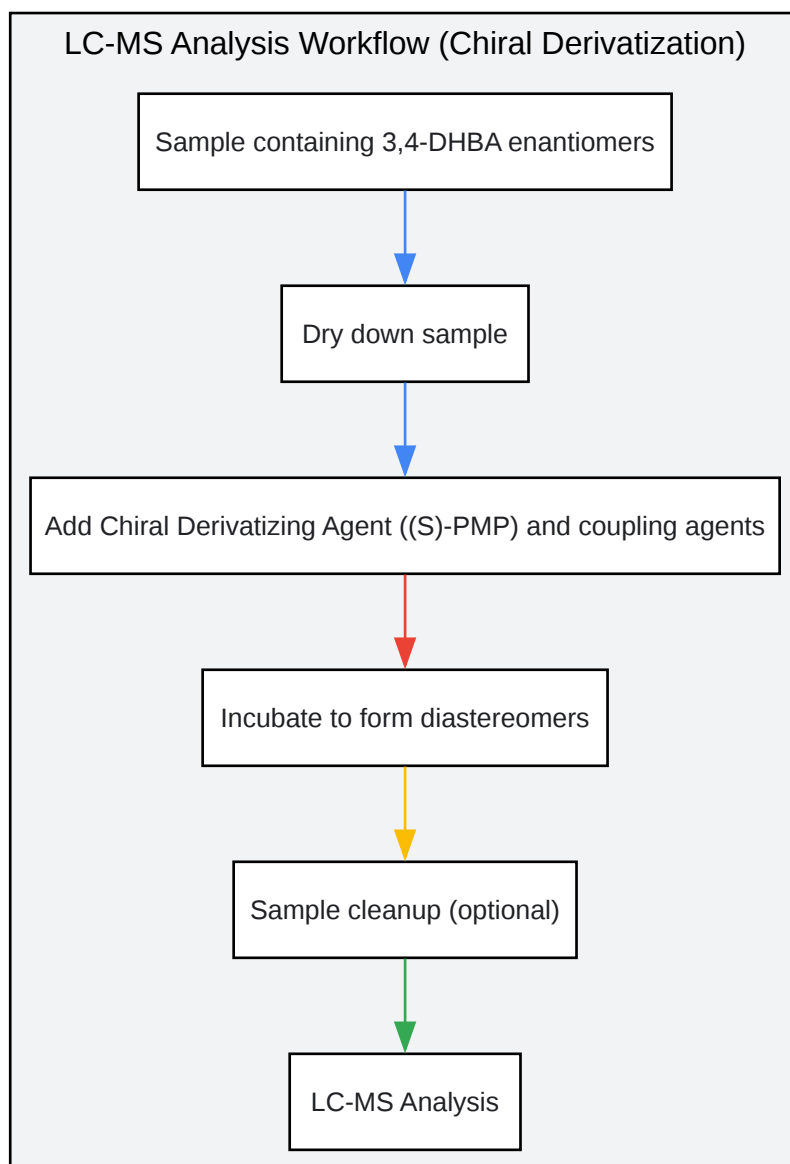 LC-MS Analysis Workflow (Chiral Derivatization)
Sample containing 3,4-DHBA enantiomers
Dry down sample
Add Chiral Derivatizing Agent ((S)-PMP) and coupling agents
Incubate to form diastereomers
Sample cleanup (optional)
LC-MS Analysis